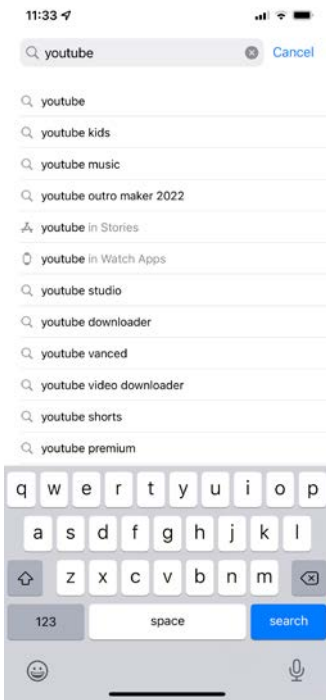 11:33
youtube Cancel
youtube
youtube kids
youtube music
youtube outro maker 2022
youtube in Stories
youtube in Watch Apps
youtube studio
youtube downloader
youtube vanced
youtube video downloader
youtube shorts
youtube premium
q w e r t y u i o p
a s d f g h j k l
z x c v b n m
123 space search